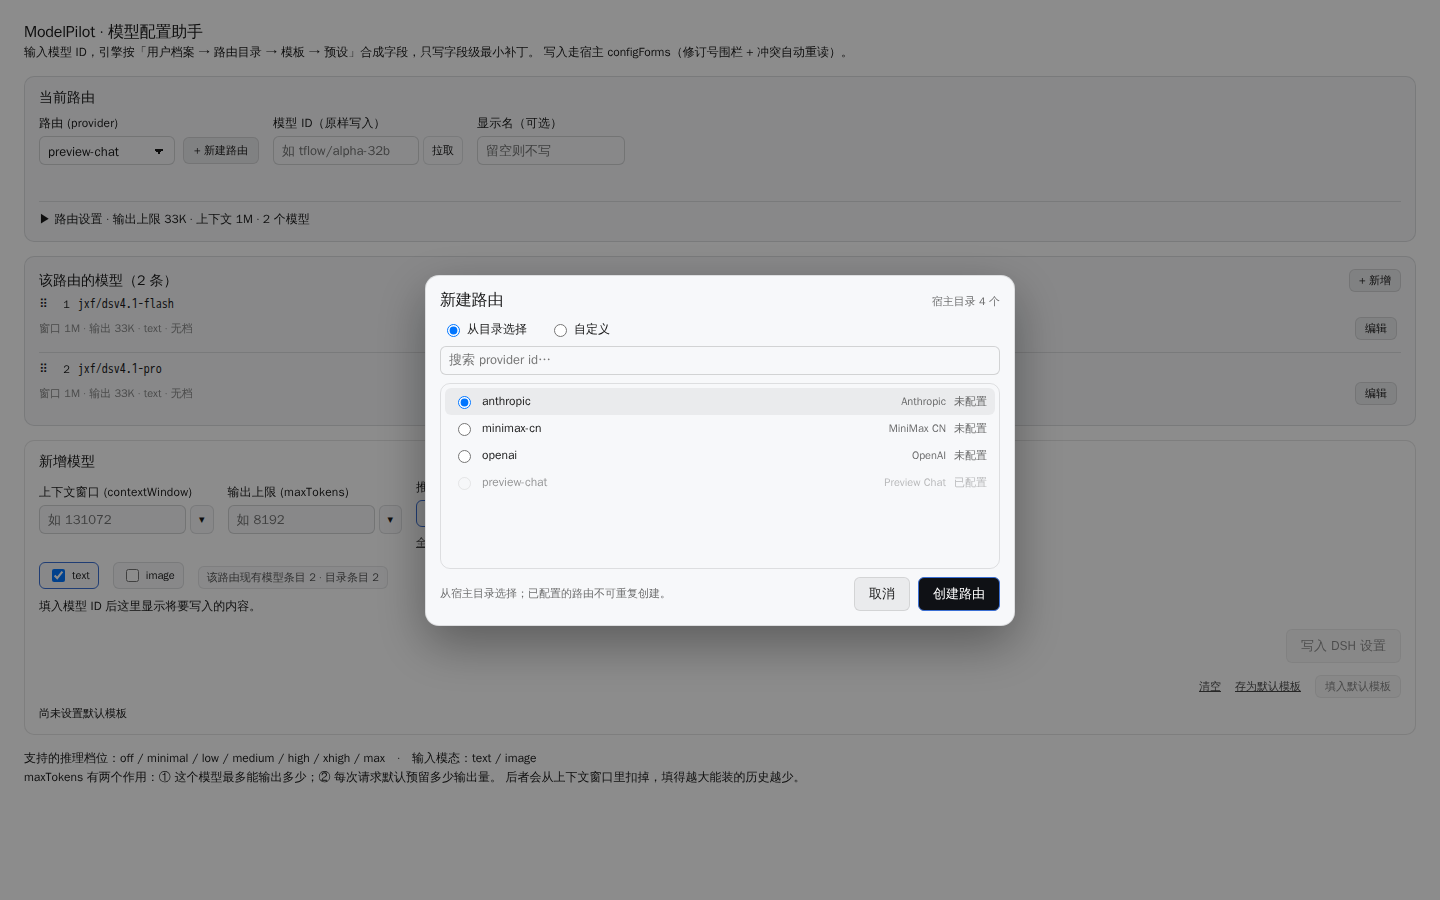 ModelPilot · 模型配置助手
输入模型 ID，引擎按「用户档案 → 路由目录 → 模板 → 预设」合成字段，只写字段级最小补丁。 写入走宿主 configForms（修订号围栏 + 冲突自动重读）。
当前路由
路由 (provider)
模型 ID（原样写入）
显示名（可选）
preview-chat
+ 新建路由
如 tflow/alpha-32b
拉取
留空则不写
▶ 路由设置 · 输出上限 33K · 上下文 1M · 2 个模型
该路由的模型（2 条）
+ 新增
1 jxf/dsv4.1-flash
窗口 1M · 输出 33K · text · 无档
编辑
2 jxf/dsv4.1-pro
窗口 1M · 输出 33K · text · 无档
编辑
新建路由
宿主目录 4 个
从目录选择
自定义
搜索 provider id…
anthropic Anthropic 未配置
minimax-cn MiniMax CN 未配置
openai OpenAI 未配置
preview-chat Preview Chat 已配置
从宿主目录选择；已配置的路由不可重复创建。
取消
创建路由
新增模型
上下文窗口 (contextWindow)
输出上限 (maxTokens)
如 131072
如 8192
text
image
该路由现有模型条目 2 · 目录条目 2
填入模型 ID 后这里显示将要写入的内容。
写入 DSH 设置
清空
存为默认模板
填入默认模板
尚未设置默认模板
支持的推理档位：off / minimal / low / medium / high / xhigh / max · 输入模态：text / image
maxTokens 有两个作用：① 这个模型最多能输出多少；② 每次请求默认预留多少输出量。 后者会从上下文窗口里扣掉，填得越大能装的历史越少。